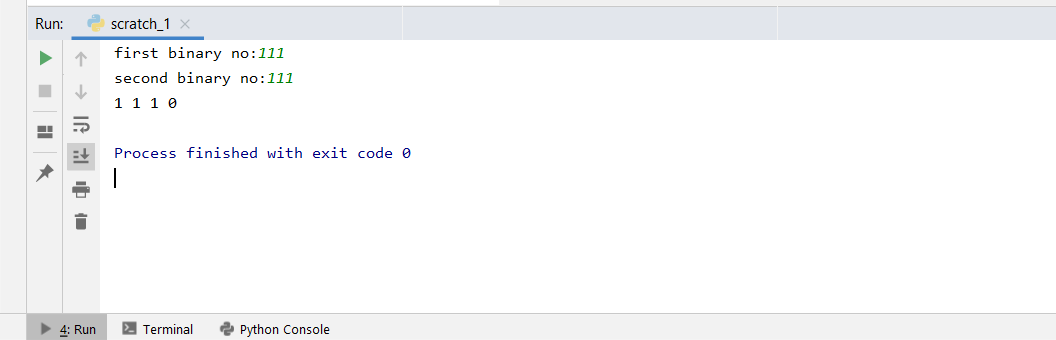 Run: scratch_1
first binary no:111
second binary no:111
1 1 1 0
Process finished with exit code 0
4: Run Terminal Python Console